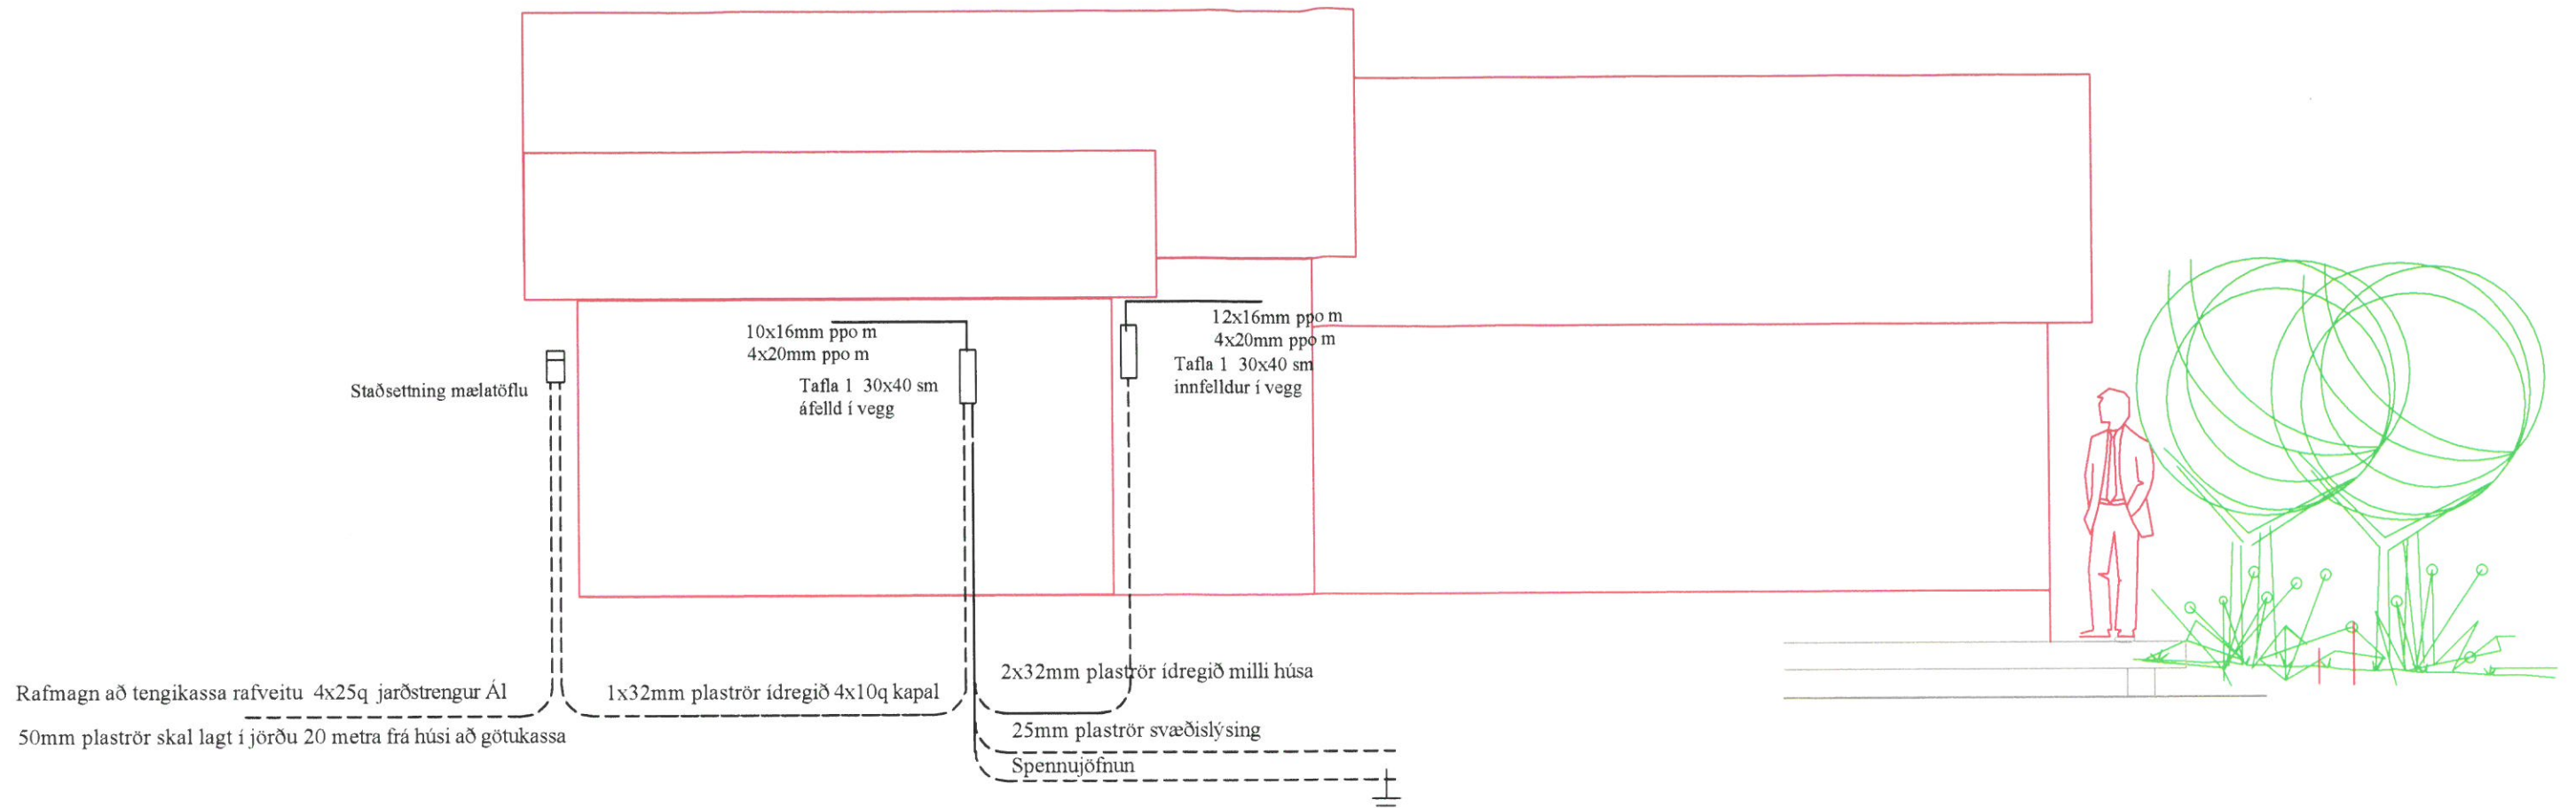 10x16mm ppo m
4x20mm ppo m
Tafla 1 30x40 sm
áfelld í vegg
12x16mm ppo m
4x20mm ppo m
Tafla 1 30x40 sm
innfelldur í vegg
Staðsettning mælatöflu
Rafmagn að tengikassa rafveitu 4x25q jarðstrengur Ál
50mm plaströr skal lagt í jörðu 20 metra frá húsi að götukassa
1x32mm plaströr ídregið 4x10q kapal
2x32mm plaströr ídregið milli húsa
25mm plaströr svæðislýsing
Spennujöfnun